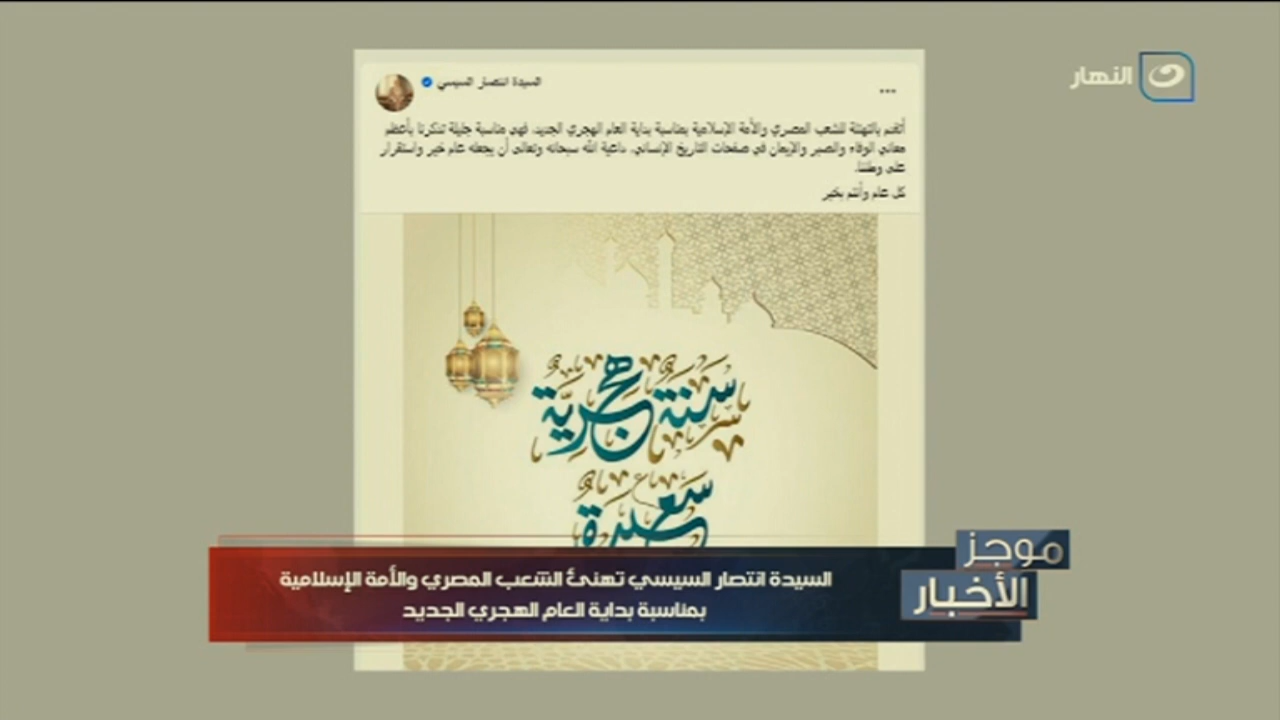 النهار
السيدة انتصار السيسي
أتقدم بالتهنئة للشعب المصري والأمة الإسلامية بمناسبة بداية العام الهجري الجديد، فهي مناسبة جليلة تذكرنا بأعظم
معاني الوفاء والصبر والإيمان في صفحات التاريخ الإنساني، داعية الله سبحانه وتعالى أن يجعله عام خير واستقرار
على وطننا.
كل عام وأنتم بخير
سنة هجرية
سعيدة
موجز
الأخبار
السيدة انتصار السيسي تهنئ الشعب المصري والأمة الإسلامية
بمناسبة بداية العام الهجري الجديد